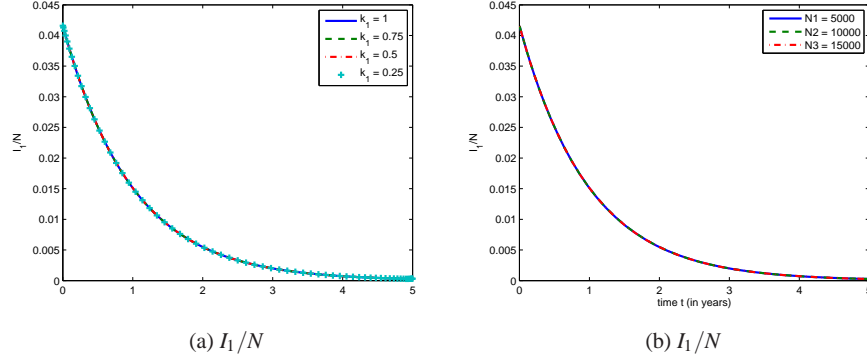 0.045
0.04
0.035
0.03
0.025
0.02
0.015
0.01
0.005
0
I₁/N
k₁ = 1
k₁ = 0.75
k₁ = 0.5
k₁ = 0.25
0 1 2 3 4 5
(a) I₁/N
0.045
0.04
0.035
0.03
0.025
0.02
0.015
0.01
0.005
0
I₁/N
N1 = 5000
N2 = 10000
N3 = 15000
0 1 2 3 4 5
time t (in years)
(b) I₁/N